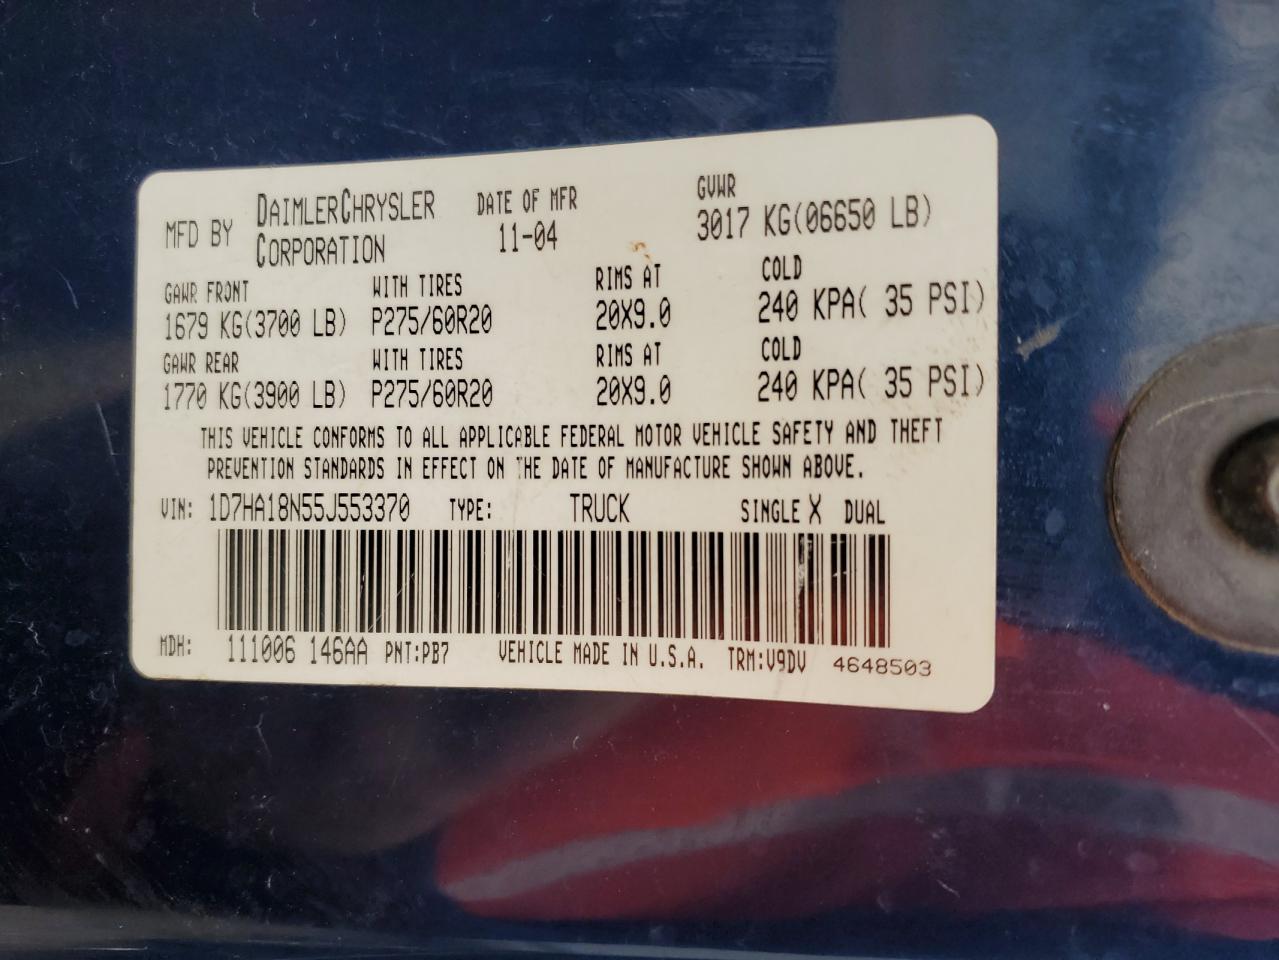 MFD BY DAIMLERCHRYSLER CORPORATION DATE OF MFR 11-04 GVWR 3017 KG(06650 LB)
GAWR FRONT WITH TIRES RIMS AT COLD
1679 KG(3700 LB) P275/60R20 20X9.0 240 KPA( 35 PSI)
GAWR REAR WITH TIRES RIMS AT COLD
1770 KG(3900 LB) P275/60R20 20X9.0 240 KPA( 35 PSI)
THIS VEHICLE CONFORMS TO ALL APPLICABLE FEDERAL MOTOR VEHICLE SAFETY AND THEFT
PREVENTION STANDARDS IN EFFECT ON THE DATE OF MANUFACTURE SHOWN ABOVE.
VIN: 1D7HA18N55J553370 TYPE: TRUCK SINGLE X DUAL
MDH: 111006 146AA PNT:PB7 VEHICLE MADE IN U.S.A. TRM:V9DV 4648503